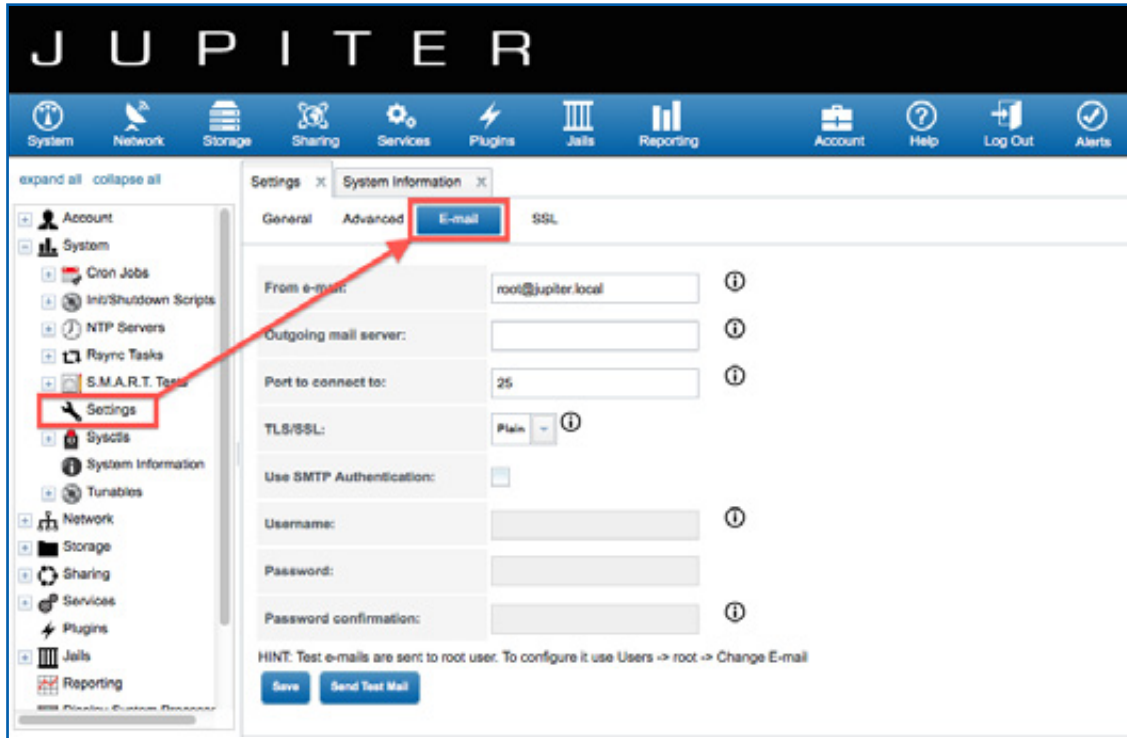 JUPITER
System Network Storage Sharing Services Plugins Jails Reporting Account Help Log Out Alerts
expand all collapse all
Settings X System Information X
General Advanced E-mail SSL
Account
System
Cron Jobs
Init/Shutdown Scripts
NTP Servers
Rsync Tasks
S.M.A.R.T. Tests
Settings
Sysctls
System Information
Tunables
Network
Storage
Sharing
Services
Plugins
Jails
Reporting
Display System Processes
From e-mail: root@jupiter.local
Outgoing mail server:
Port to connect to: 25
TLS/SSL: Plain
Use SMTP Authentication:
Username:
Password:
Password confirmation:
HINT: Test e-mails are sent to root user. To configure it use Users -> root -> Change E-mail
Save Send Test Mail